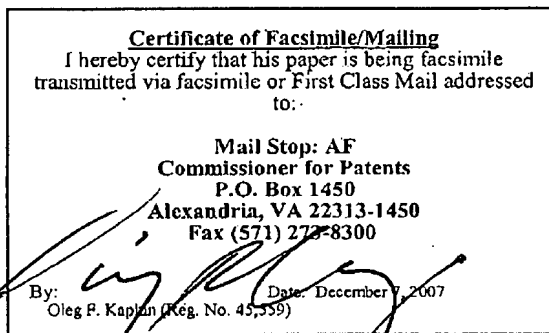 Certificate of Facsimile/Mailing
I hereby certify that his paper is being facsimile
transmitted via facsimile or First Class Mail addressed
to:
Mail Stop: AF
Commissioner for Patents
P.O. Box 1450
Alexandria, VA 22313-1450
Fax (571) 273-8300
By: Date: December 7, 2007
Oleg F. Kaplun (Reg. No. 45,559)